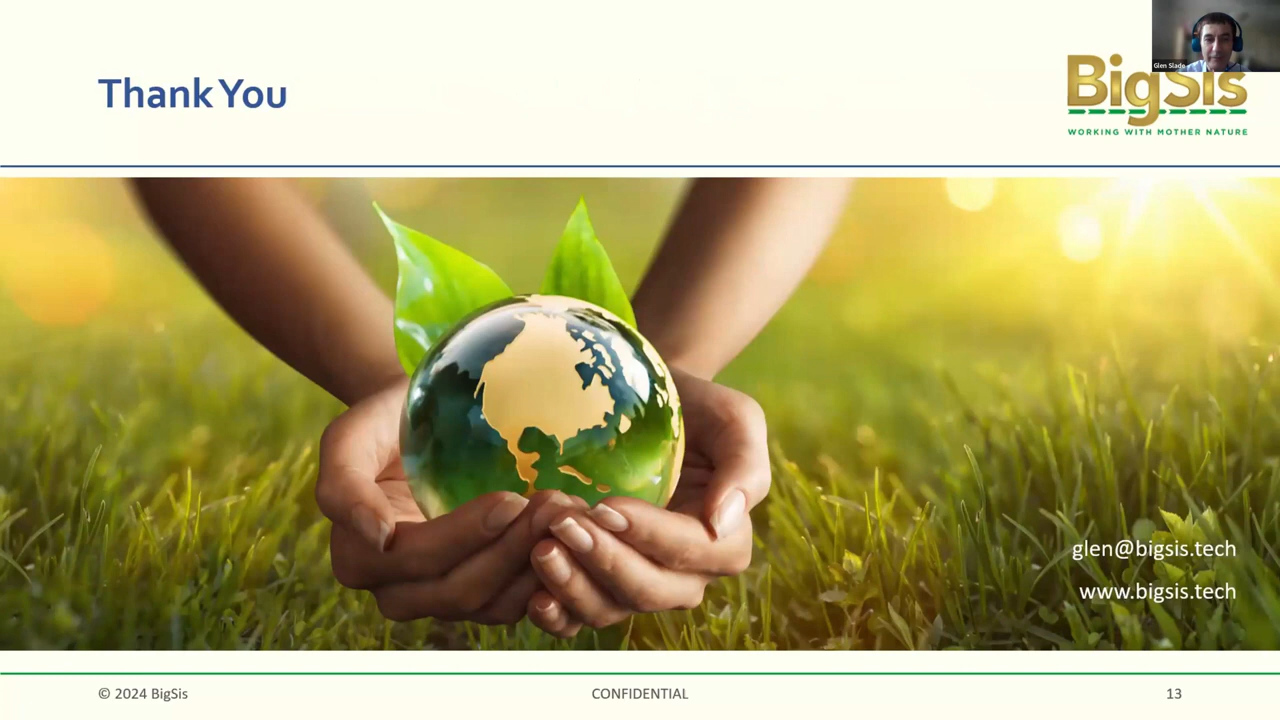 Glen Slade
Thank You
BigSis
WORKING WITH MOTHER NATURE
glen@bigsis.tech
www.bigsis.tech
© 2024 BigSis
CONFIDENTIAL
13